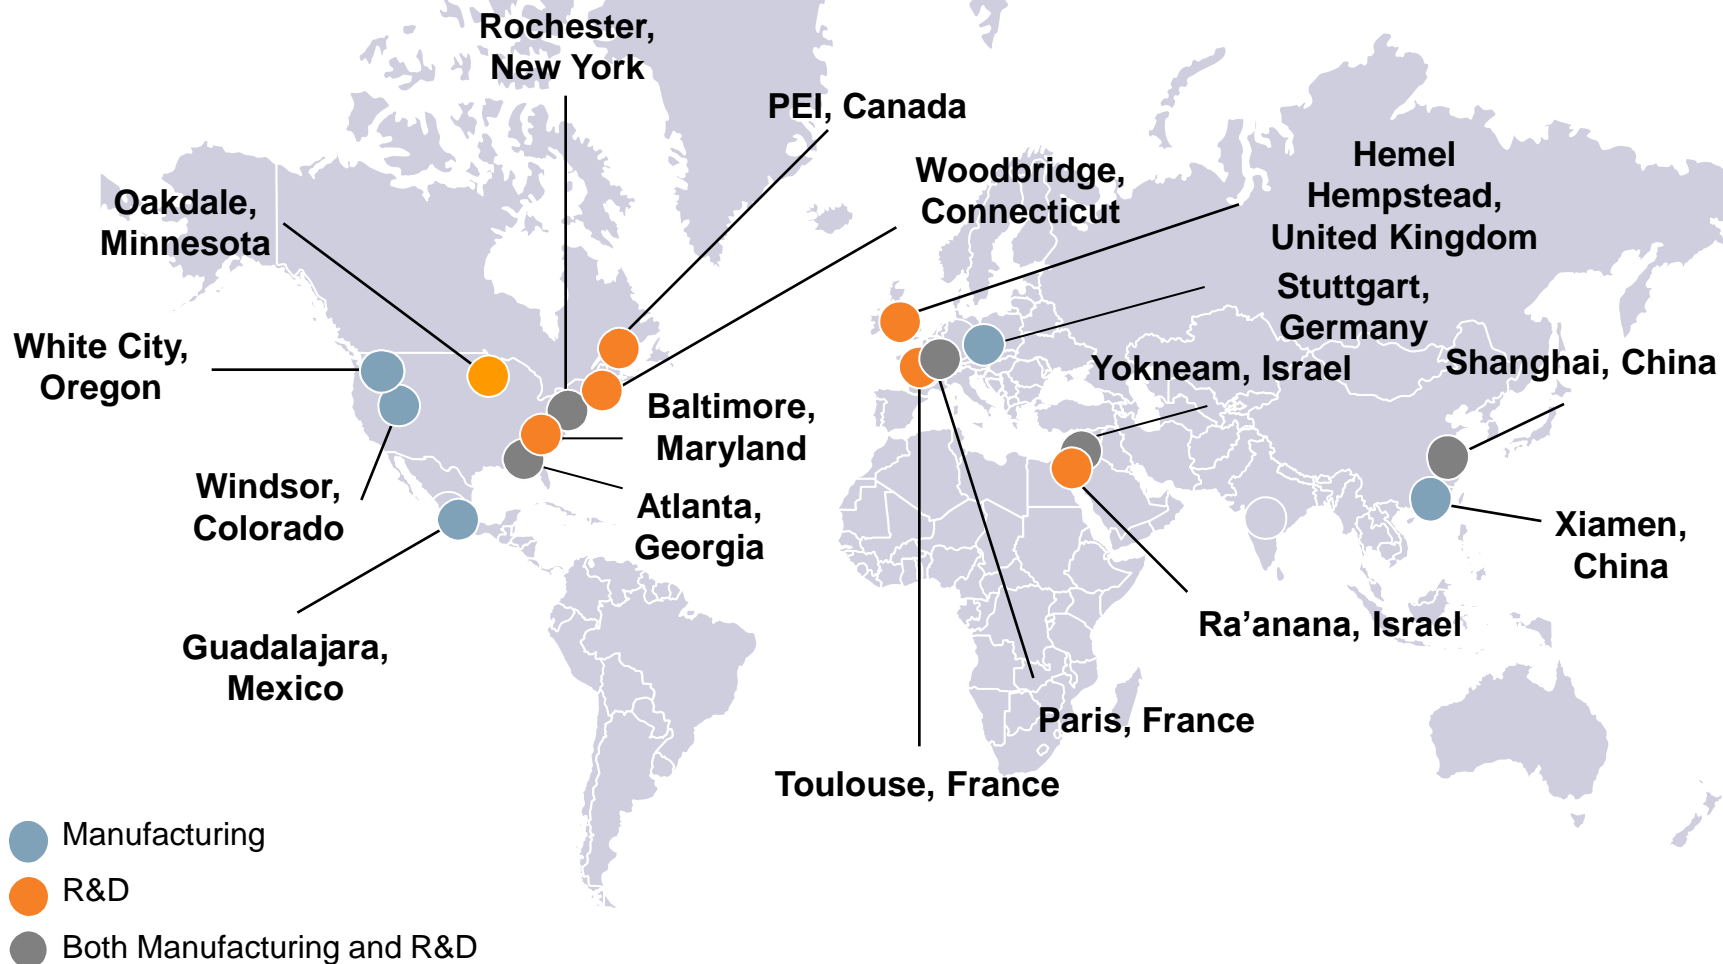 Rochester,
New York
PEI, Canada
Woodbridge,
Connecticut
Hemel
Hempstead,
United Kingdom
Oakdale,
Minnesota
Stuttgart,
Germany
White City,
Oregon
Yokneam, Israel
Shanghai, China
Baltimore,
Maryland
Windsor,
Colorado
Atlanta,
Georgia
Xiamen,
China
Ra’anana, Israel
Guadalajara,
Mexico
Paris, France
Toulouse, France
Manufacturing
R&D
Both Manufacturing and R&D